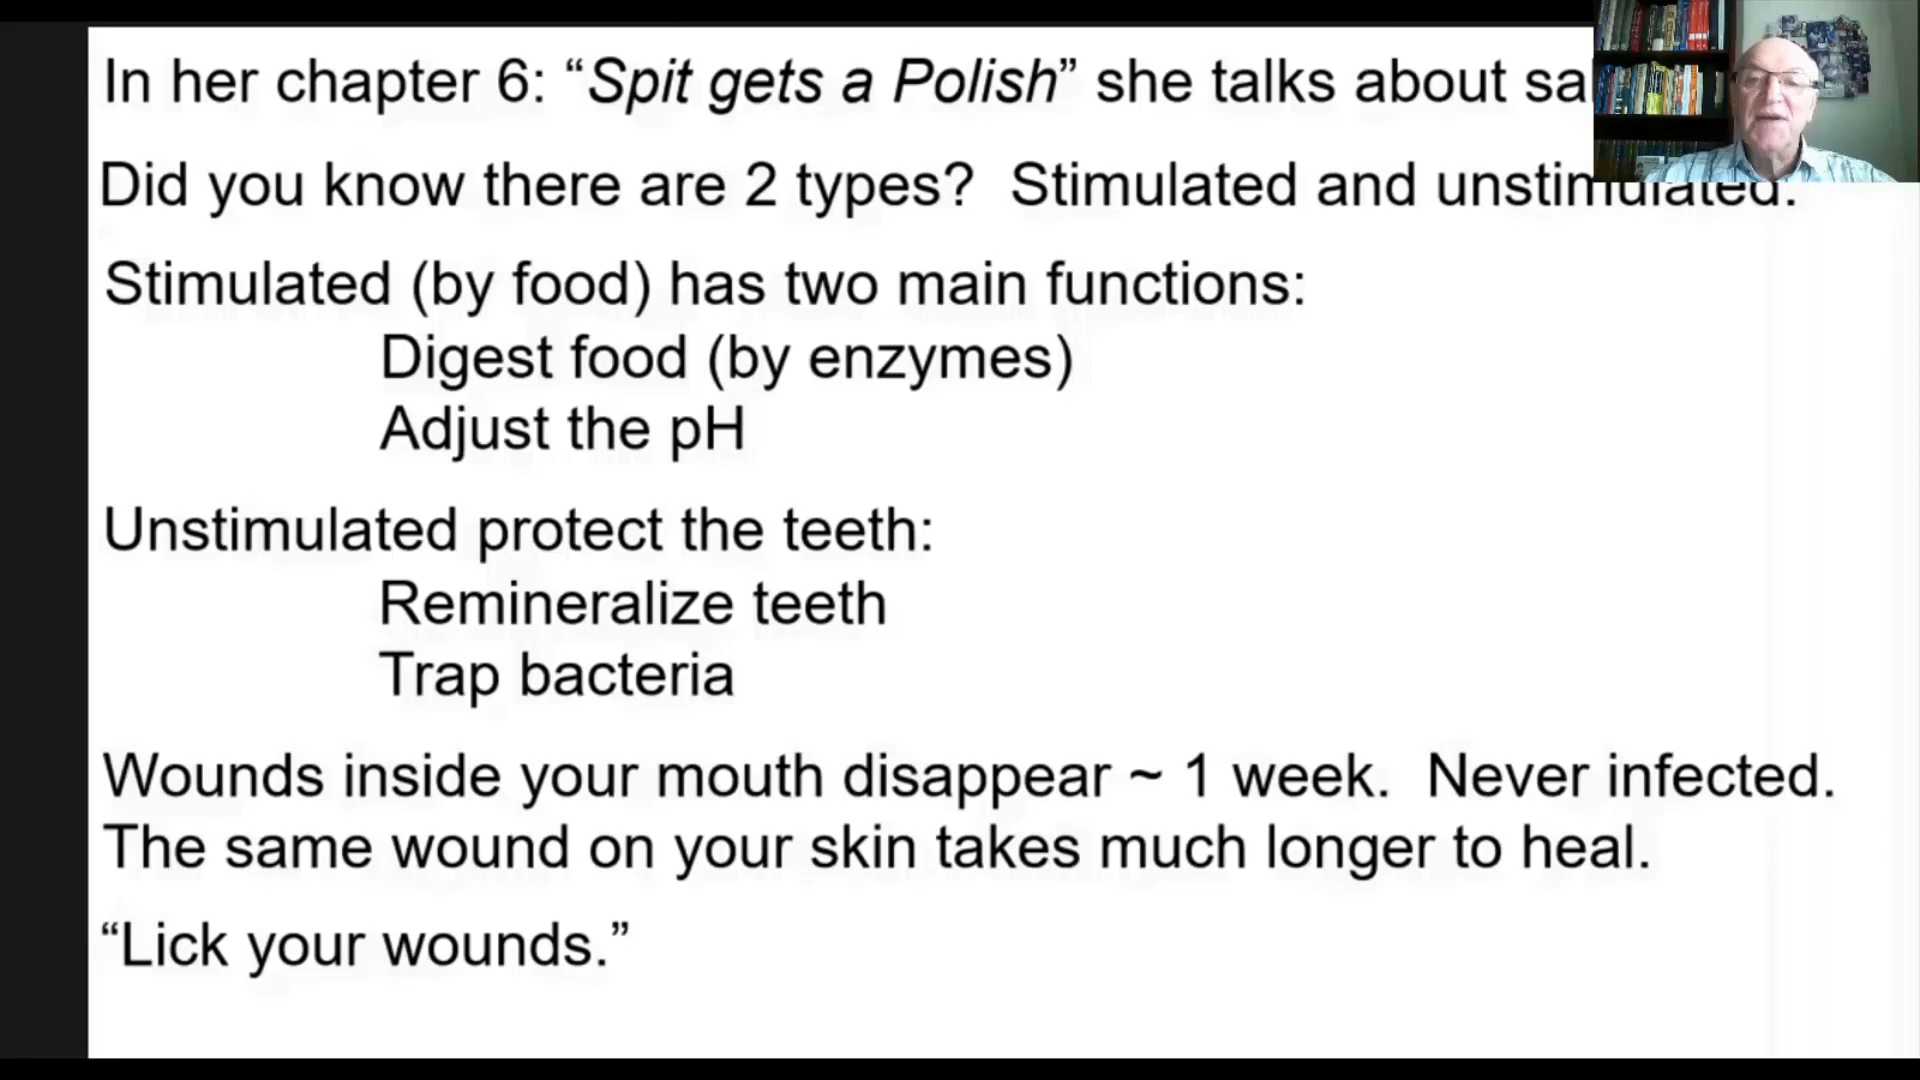 In her chapter 6: “Spit gets a Polish” she talks about
Did you know there are 2 types?  Stimulated and unstimulated.
Stimulated (by food) has two main functions:
Digest food (by enzymes)
Adjust the pH
Unstimulated protect the teeth:
Remineralize teeth
Trap bacteria
Wounds inside your mouth disappear ~ 1 week.  Never infected.
The same wound on your skin takes much longer to heal.
“Lick your wounds.”